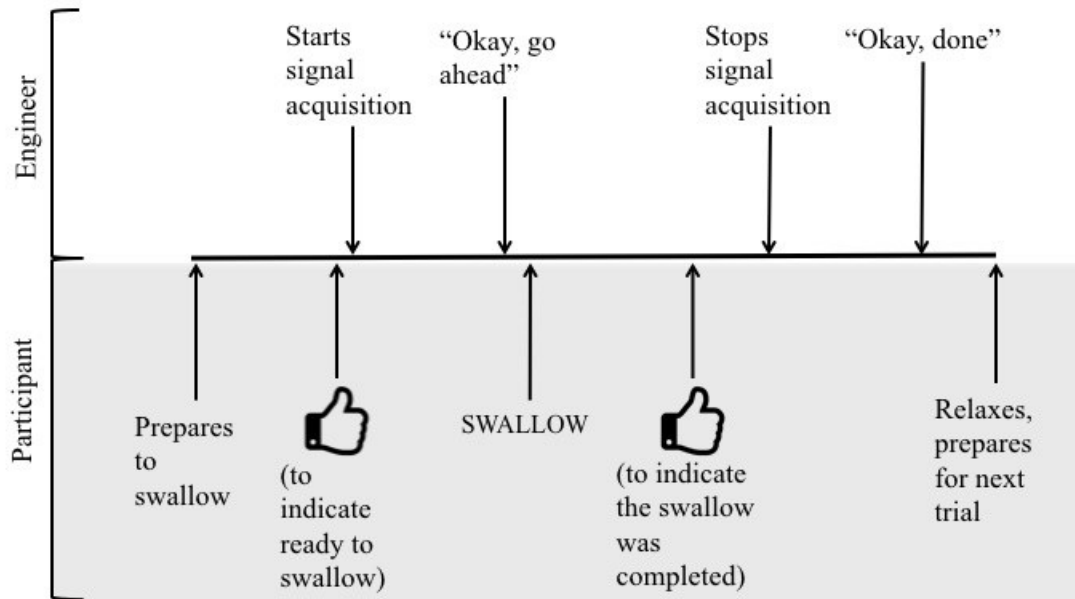 Engineer
Starts
signal
acquisition
“Okay, go
ahead”
Stops
signal
acquisition
“Okay, done”
Participant
Prepares
to
swallow
(to
indicate
ready to
swallow)
SWALLOW
(to indicate
the swallow
was
completed)
Relaxes,
prepares
for next
trial